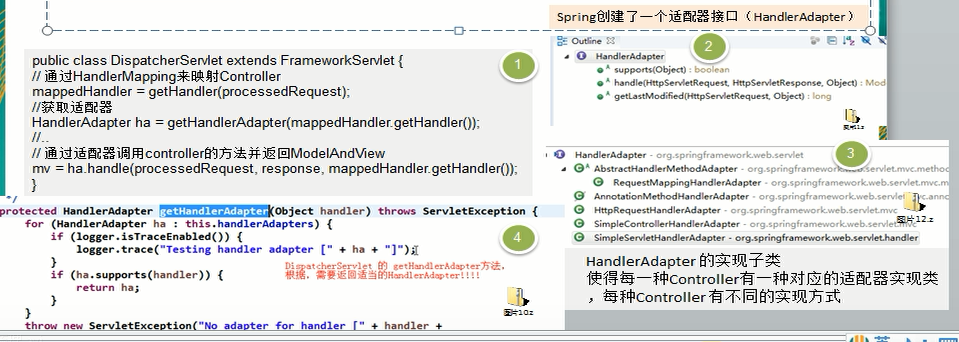 Spring创建了一个适配器接口（HandlerAdapter）
1
public class DispatcherServlet extends FrameworkServlet {
// 通过HandlerMapping来映射Controller
mappedHandler = getHandler(processedRequest);
//获取适配器
HandlerAdapter ha = getHandlerAdapter(mappedHandler.getHandler());
//..
// 通过适配器调用controller的方法并返回ModelAndView
mv = ha.handle(processedRequest, response, mappedHandler.getHandler());
}
2
Outline
HandlerAdapter
supports(Object) : boolean
handle(HttpServletRequest, HttpServletResponse, Object) : Mod
getLastModified(HttpServletRequest, Object) : long
3
HandlerAdapter - org.springframework.web.servlet
AbstractHandlerMethodAdapter - org.springframework.web.servlet.mvc.method
RequestMappingHandlerAdapter - org.springframework.web.servlet.mvc.m
AnnotationMethodHandlerAdapter - org.springframework.web.servlet.mvc
HttpRequestHandlerAdapter - org.springframework.web.servlet.mvc
SimpleControllerHandlerAdapter - org.springframework.web.servlet.mvc
SimpleServletHandlerAdapter - org.springframework.web.servlet.handler
图片12.z
HandlerAdapter 的实现子类
使得每一种Controller有一种对应的适配器实现类
，每种Controller 有不同的实现方式
*/
protected HandlerAdapter getHandlerAdapter(Object handler) throws ServletException {
for (HandlerAdapter ha : this.handlerAdapters) {
if (logger.isTraceEnabled()) {
logger.trace("Testing handler adapter [" + ha + "]");
}
if (ha.supports(handler)) {
return ha;
}
}
throw new ServletException("No adapter for handler [" + handler +
4
DispatcherServlet 的 getHandlerAdapter方法，
根据，需要返回适当的HandlerAdapter!!!!
图片10.z
英